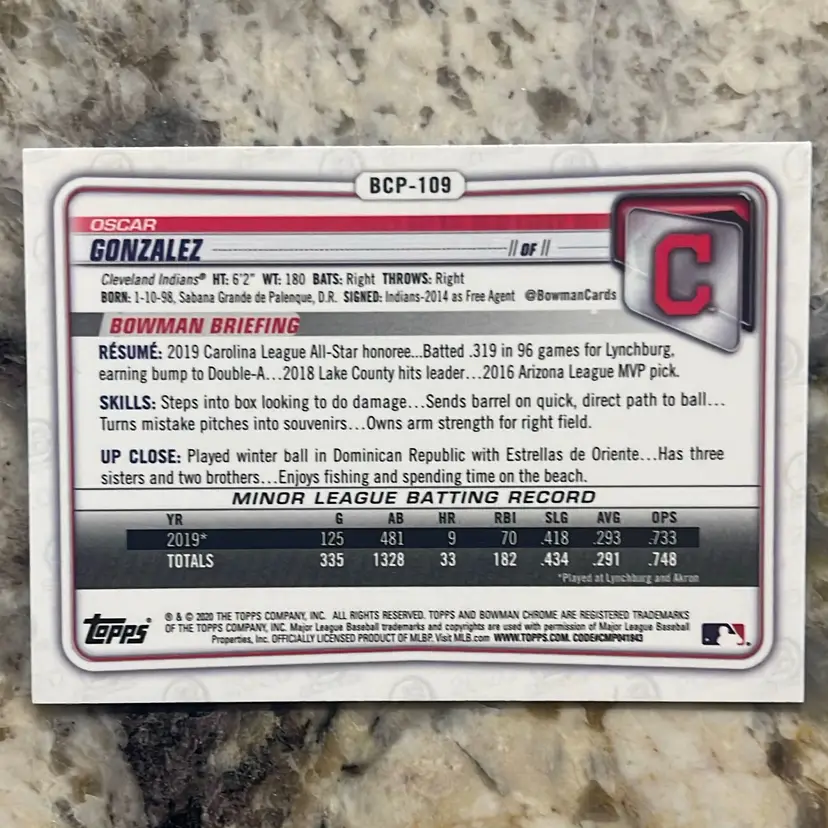 BCP-109
OSCAR
GONZALEZ // OF //
Cleveland Indians® HT: 6'2" WT: 180 BATS: Right THROWS: Right
BORN: 1-10-98, Sabana Grande de Palenque, D.R. SIGNED: Indians-2014 as Free Agent @BowmanCards
C
BOWMAN BRIEFING
RÉSUMÉ: 2019 Carolina League All-Star honoree...Batted .319 in 96 games for Lynchburg,
earning bump to Double-A...2018 Lake County hits leader...2016 Arizona League MVP pick.
SKILLS: Steps into box looking to do damage...Sends barrel on quick, direct path to ball...
Turns mistake pitches into souvenirs...Owns arm strength for right field.
UP CLOSE: Played winter ball in Dominican Republic with Estrellas de Oriente...Has three
sisters and two brothers...Enjoys fishing and spending time on the beach.
MINOR LEAGUE BATTING RECORD
YR G AB HR RBI SLG AVG OPS
2019* 125 481 9 70 .418 .293 .733
TOTALS 335 1328 33 182 .434 .291 .748
*Played at Lynchburg and Akron
Topps®
® & © 2020 THE TOPPS COMPANY, INC. ALL RIGHTS RESERVED. TOPPS AND BOWMAN CHROME ARE REGISTERED TRADEMARKS
OF THE TOPPS COMPANY, INC. Major League Baseball trademarks and copyrights are used with permission of Major League Baseball
Properties, Inc. OFFICIALLY LICENSED PRODUCT OF MLBP. Visit MLB.com WWW.TOPPS.COM. CODE#CMP041943